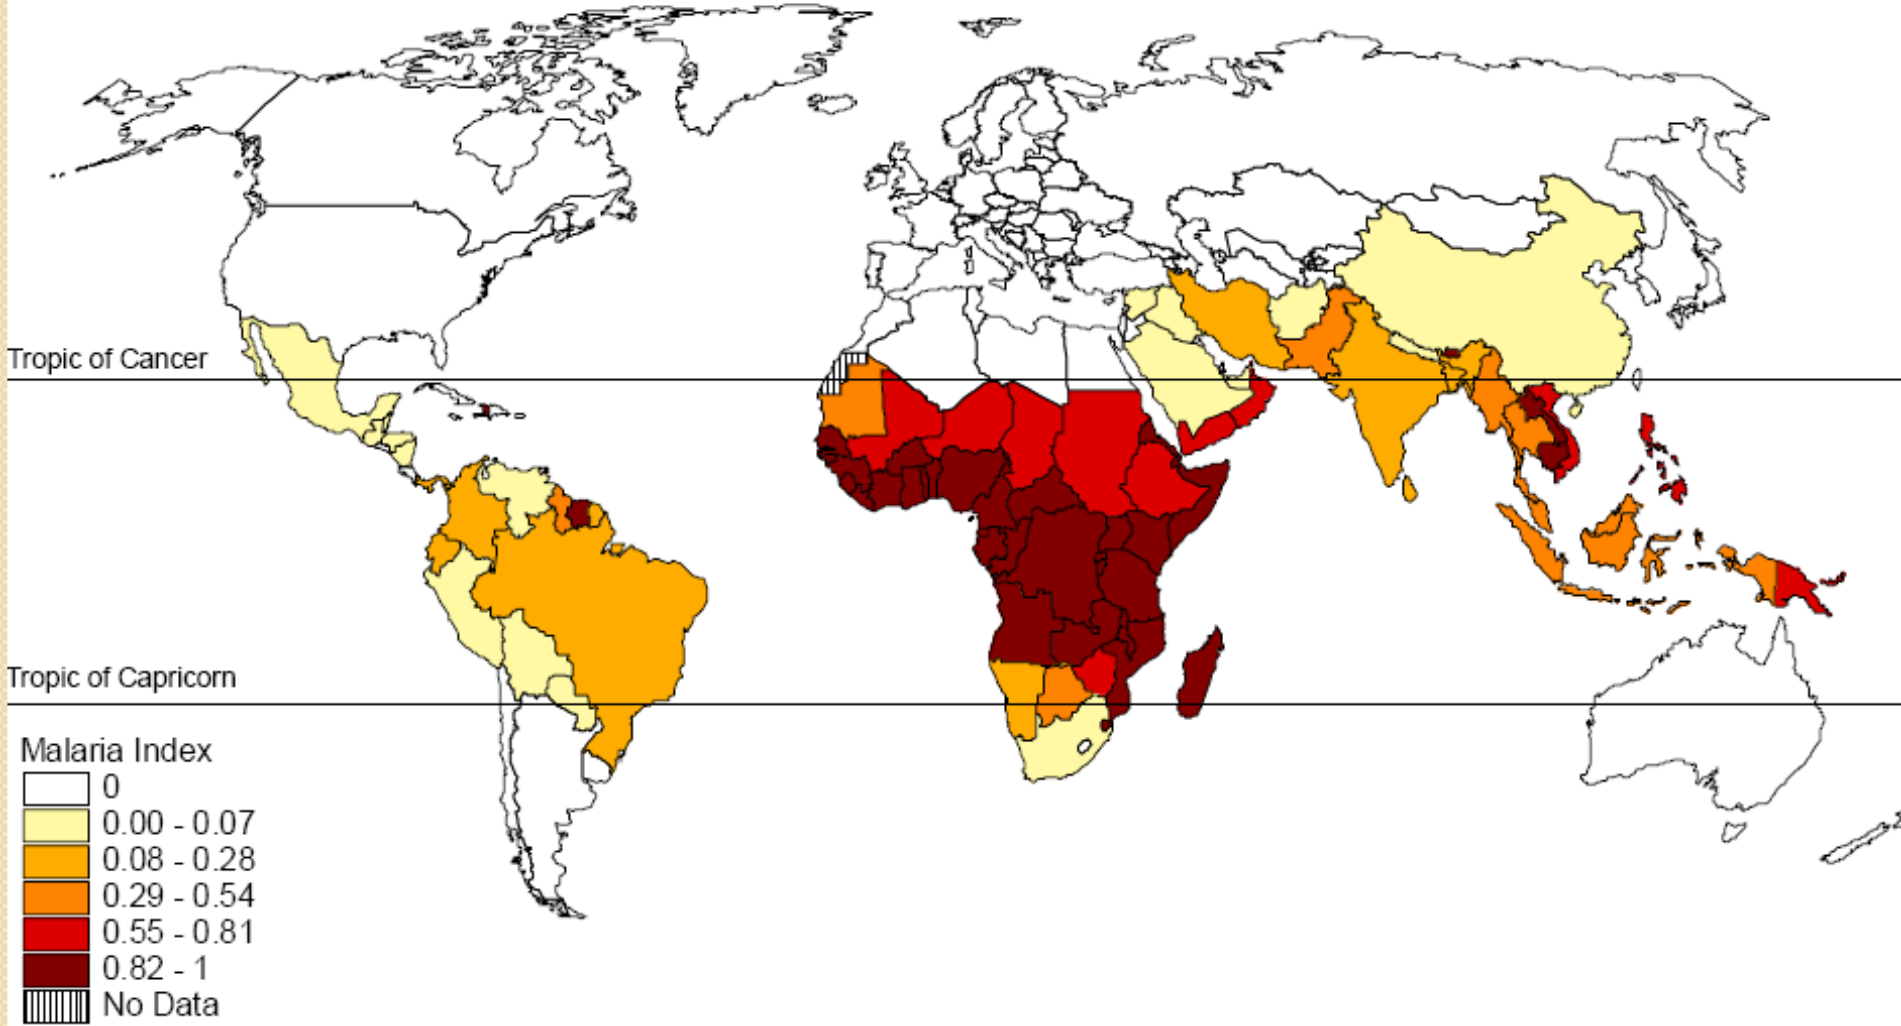 Tropic of Cancer
Tropic of Capricorn
Malaria Index
0
0.00 - 0.07
0.08 - 0.28
0.29 - 0.54
0.55 - 0.81
0.82 - 1
No Data